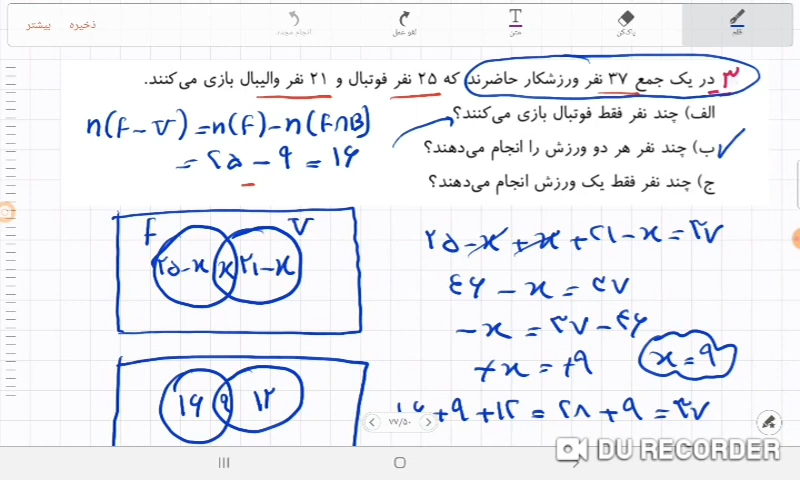 بیشتر ذخیره انجام مجدد لغو عمل متن پاک‌کن قلم
۳ در یک جمع ۳۷ نفر ورزشکار حاضرند که ۲۵ نفر فوتبال و ۲۱ نفر والیبال بازی می‌کنند.
الف) چند نفر فقط فوتبال بازی می‌کنند؟
ب) چند نفر هر دو ورزش را انجام می‌دهند؟
ج) چند نفر فقط یک ورزش انجام می‌دهند؟
n(F-V) = n(F) - n(F∩B)
= ۲۵ - ۹ = ۱۶
F V
۲۵-x x ۲۱-x
۲۵-x+x+۲۱-x=۳۷
۴۶-x=۳۷
-x=۳۷-۴۶
+x=+۹
x=۹
۱۶ ۹ ۱۲
۱۶+۹+۱۲=۲۸+۹=۳۷
۷۷/۵۰
DU RECORDER